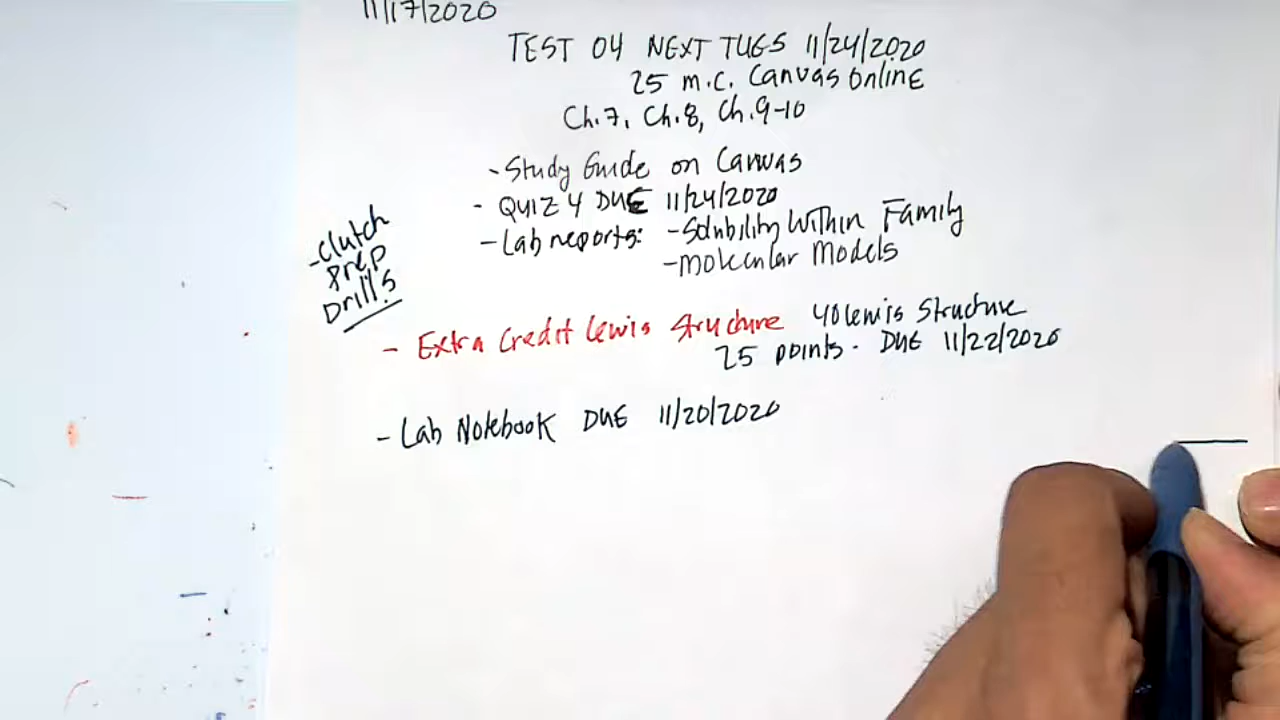 11/17/2020
TEST 04 NEXT TUES 11/24/2020
25 m.c. Canvas Online
Ch.7, Ch.8, Ch.9-10
- Study Guide on Canvas
- QUIZ 4 DUE 11/24/2020
- Lab reports: - Solubility Within Family
- Molecular Models
- Clutch
Prep
Drills
- Extra Credit Lewis Structure 40 Lewis Structure
25 points. DUE 11/22/2020
- Lab Notebook DUE 11/20/2020